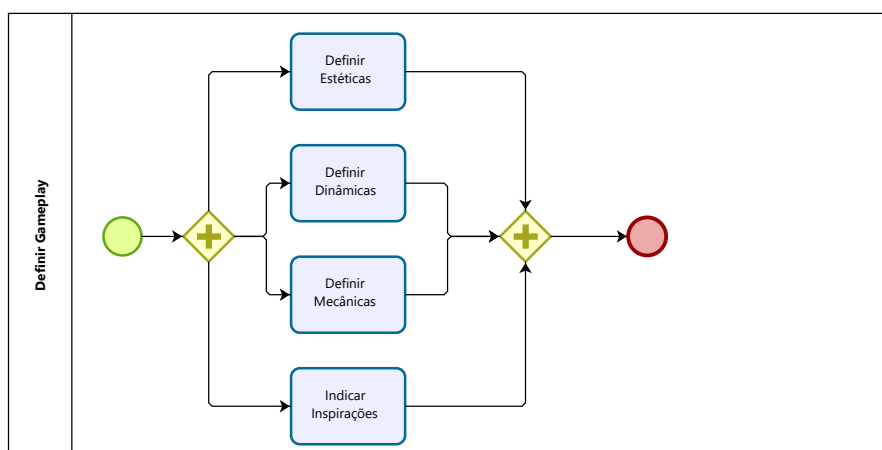 Definir Gameplay
Definir
Estéticas
Definir
Dinâmicas
Definir
Mecânicas
Indicar
Inspirações